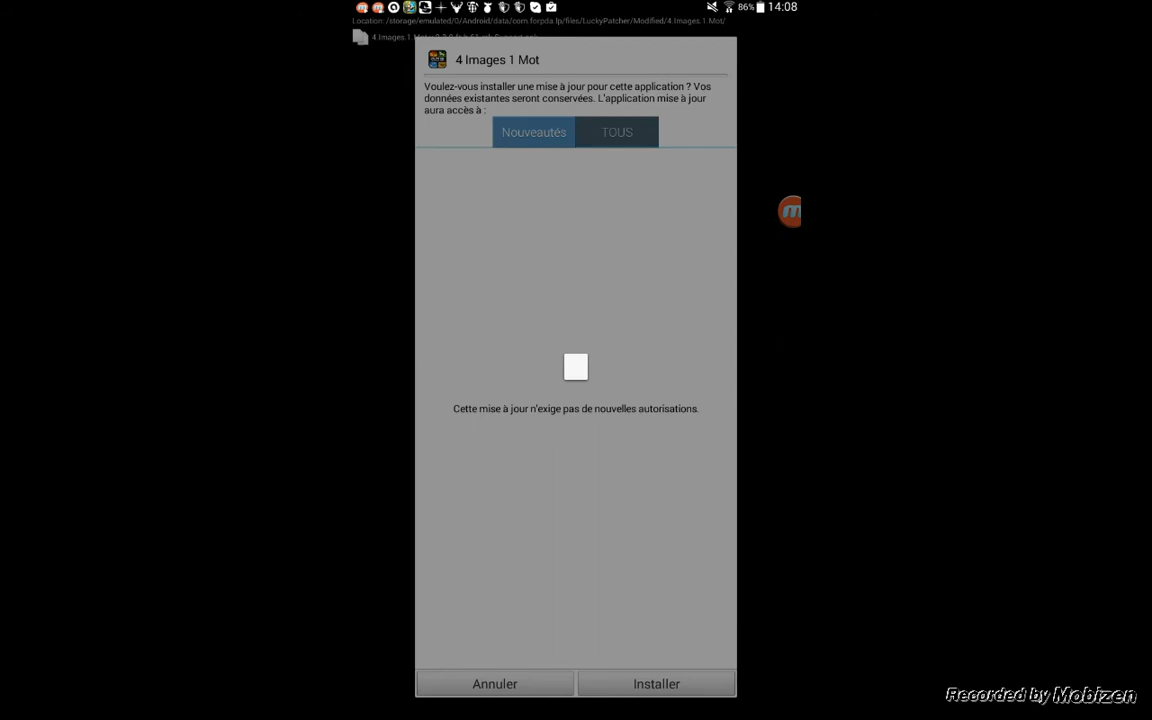 86% 14:08
Location: /storage/emulated/0/Android/data/com.forpda.lp/files/LuckyPatcher/Modified/4.Images.1.Mot/
4 Images.1
4 Images 1 Mot
Voulez-vous installer une mise à jour pour cette application ? Vos
données existantes seront conservées. L'application mise à jour
aura accès à :
Nouveautés TOUS
Cette mise à jour n'exige pas de nouvelles autorisations.
Annuler Installer
Recorded by Mobizen